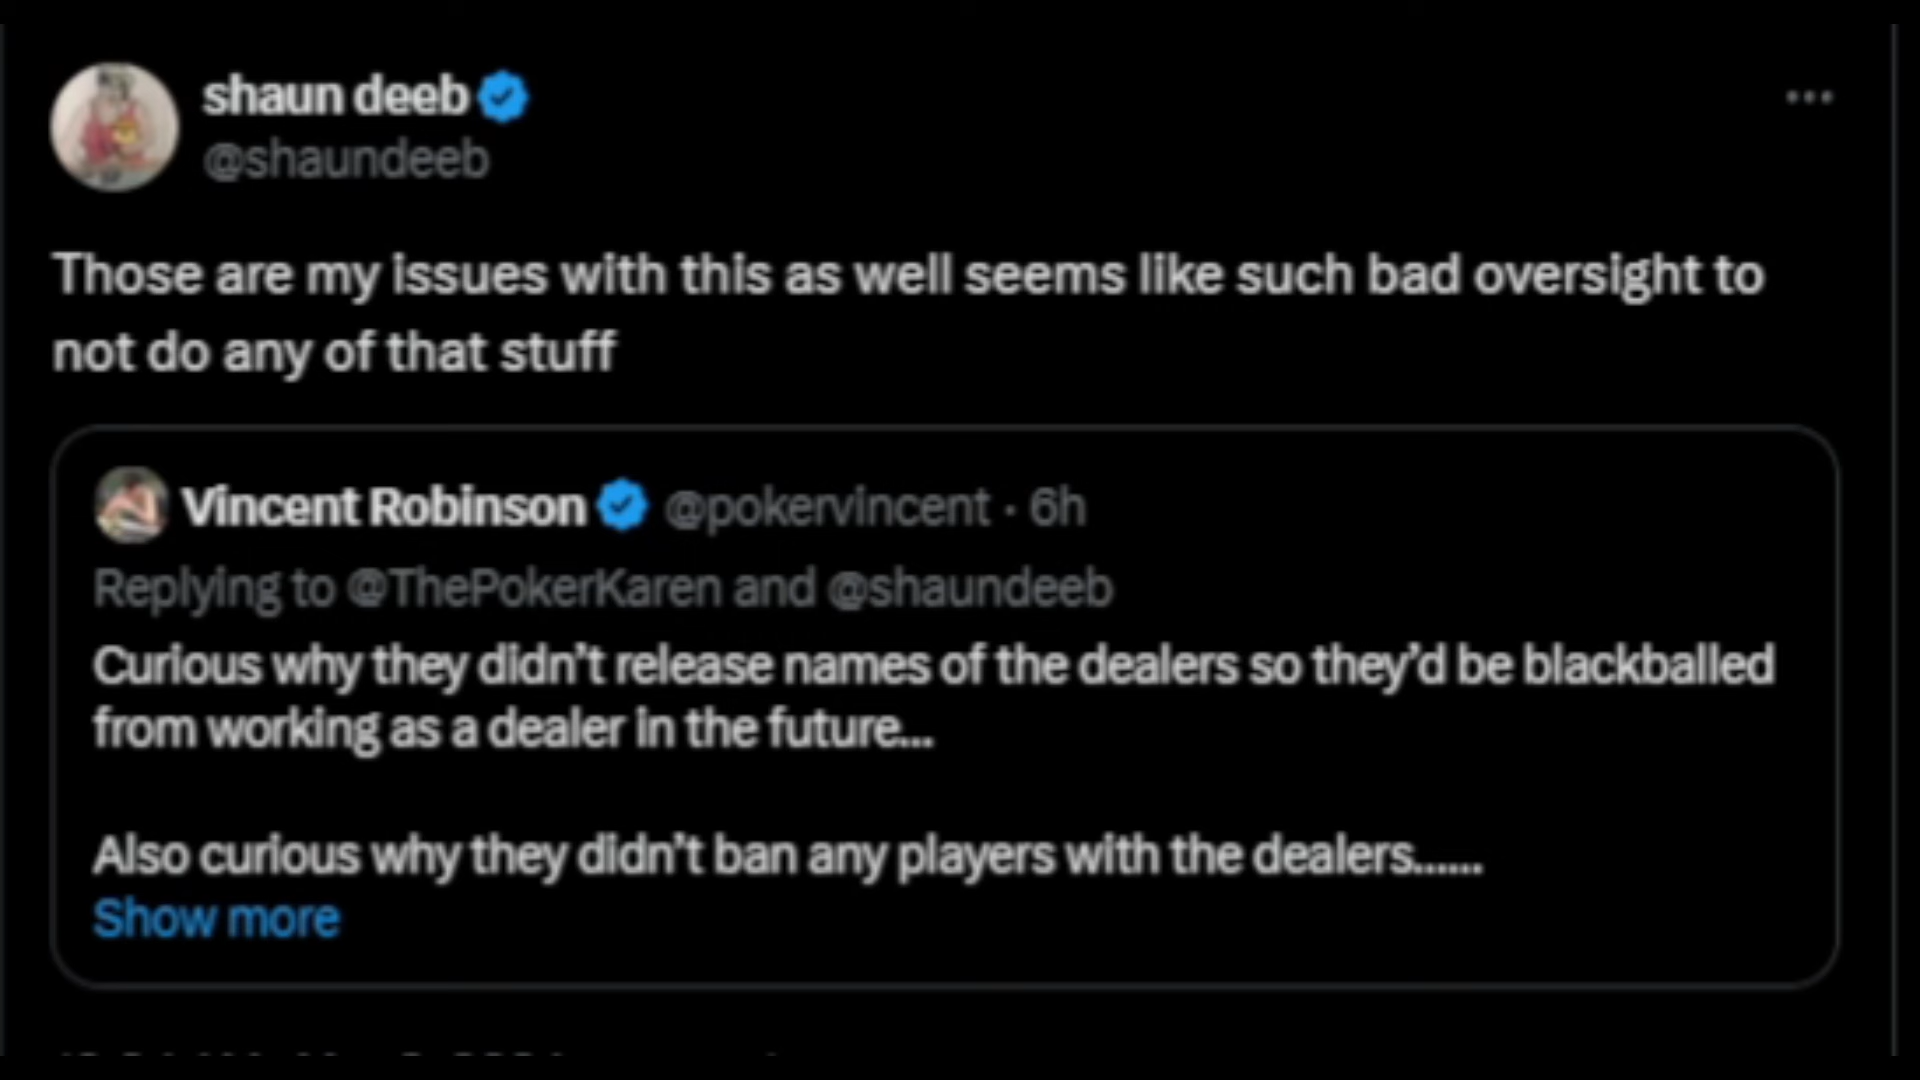 shaun deeb
@shaundeeb
Those are my issues with this as well seems like such bad oversight to
not do any of that stuff
Vincent Robinson @pokervincent · 6h
Replying to @ThePokerKaren and @shaundeeb
Curious why they didn't release names of the dealers so they'd be blackballed
from working as a dealer in the future...
Also curious why they didn't ban any players with the dealers......
Show more